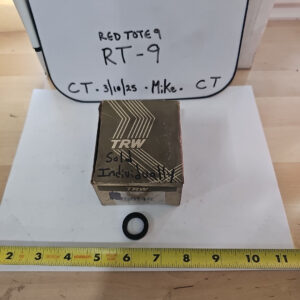 RED TOTE 9
RT-9
CT. 3/10/25 . Mike. CT
TRW
Sold
Individually
TRW
2 3 4 5 6 7 8 9 10 11